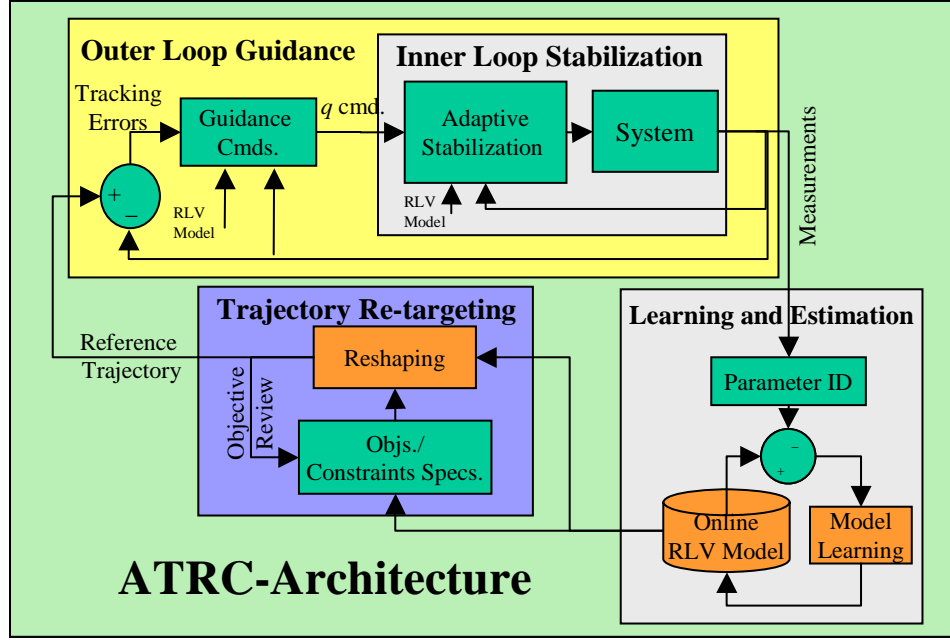 Outer Loop Guidance
Inner Loop Stabilization
Tracking
Errors
Guidance
Cmds.
q cmd.
Adaptive
Stabilization
System
Measurements
+
−
RLV
Model
RLV
Model
Trajectory Re-targeting
Learning and Estimation
Reference
Trajectory
Reshaping
Objective
Review
Objs./
Constraints Specs.
Parameter ID
−
+
Online
RLV Model
Model
Learning
ATRC-Architecture